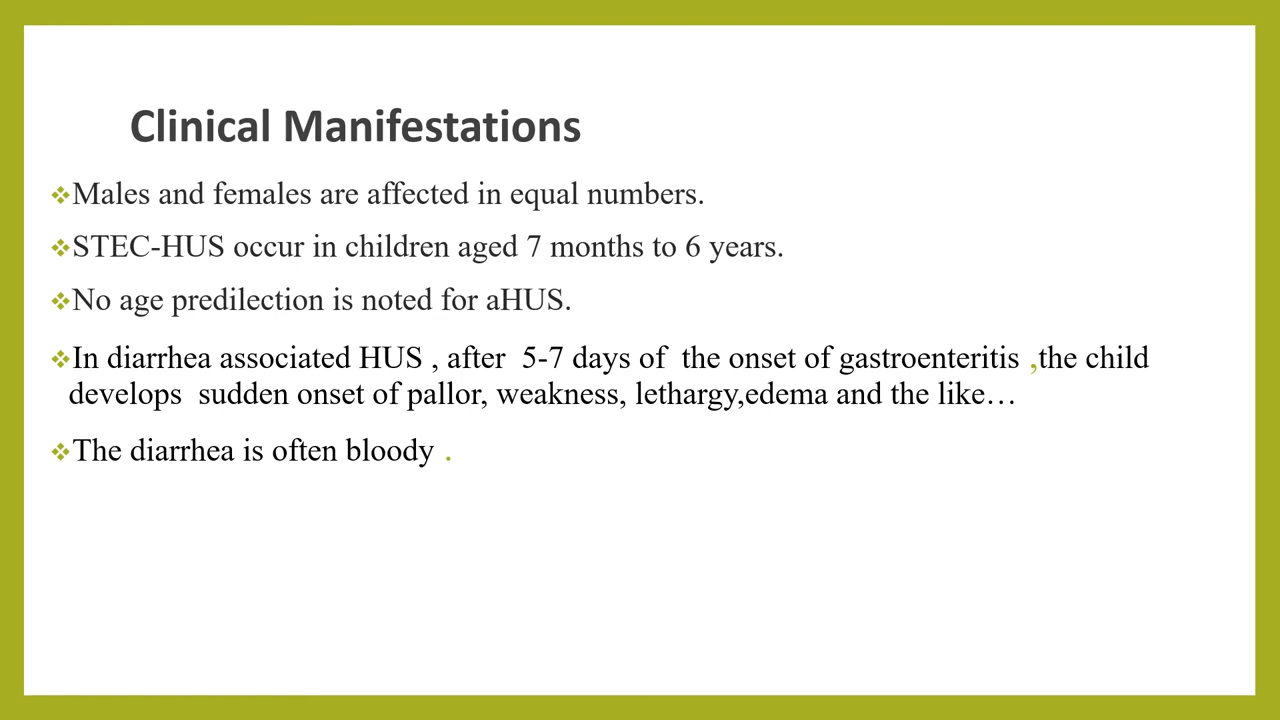 Clinical Manifestations
❖Males and females are affected in equal numbers.
❖STEC-HUS occur in children aged 7 months to 6 years.
❖No age predilection is noted for aHUS.
❖In diarrhea associated HUS , after  5-7 days of  the onset of gastroenteritis ,the child
develops  sudden onset of pallor, weakness, lethargy,edema and the like…
❖The diarrhea is often bloody .